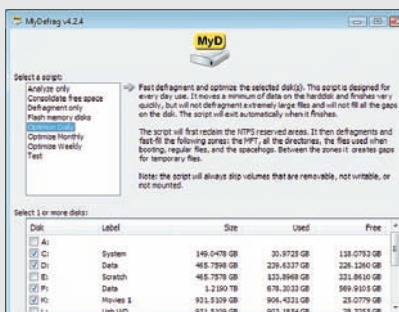 MyDefrag v4.2.4
MyD
Select a script:
Analyze only
Consolidate free space
Defragment only
Flash memory disks
Optimize Daily
Optimize Monthly
Optimize Weekly
Test
Fast defragment and optimize the selected disk(s). This script is designed for
every day use. It moves a minimum of data on the harddisk and finishes very
quickly, but will not defragment extremely large files and will not fill all the gaps
on the disk. The script will exit automatically when it finishes.
The script will first reclaim the NTFS reserved areas. It then defragments and
fast-fill the following zones: the MFT, all the directories, the files used when
booting, regular files, and the spacehogs. Between the zones it creates gaps
for temporary files.
Note: the script will always skip volumes that are removable, not writable, or
not mounted.
Select 1 or more disks:
Disk Label Size Used Free
A:
C: System 149.0478 GB 30.9725 GB 118.0753 GB
D: Data 465.7598 GB 239.6337 GB 226.1260 GB
E: Scratch 465.7578 GB 133.8968 GB 331.8610 GB
F: Data 1.2190 TB 678.3033 GB 569.9105 GB
K: Movies 1 931.5109 GB 906.4331 GB 25.0779 GB